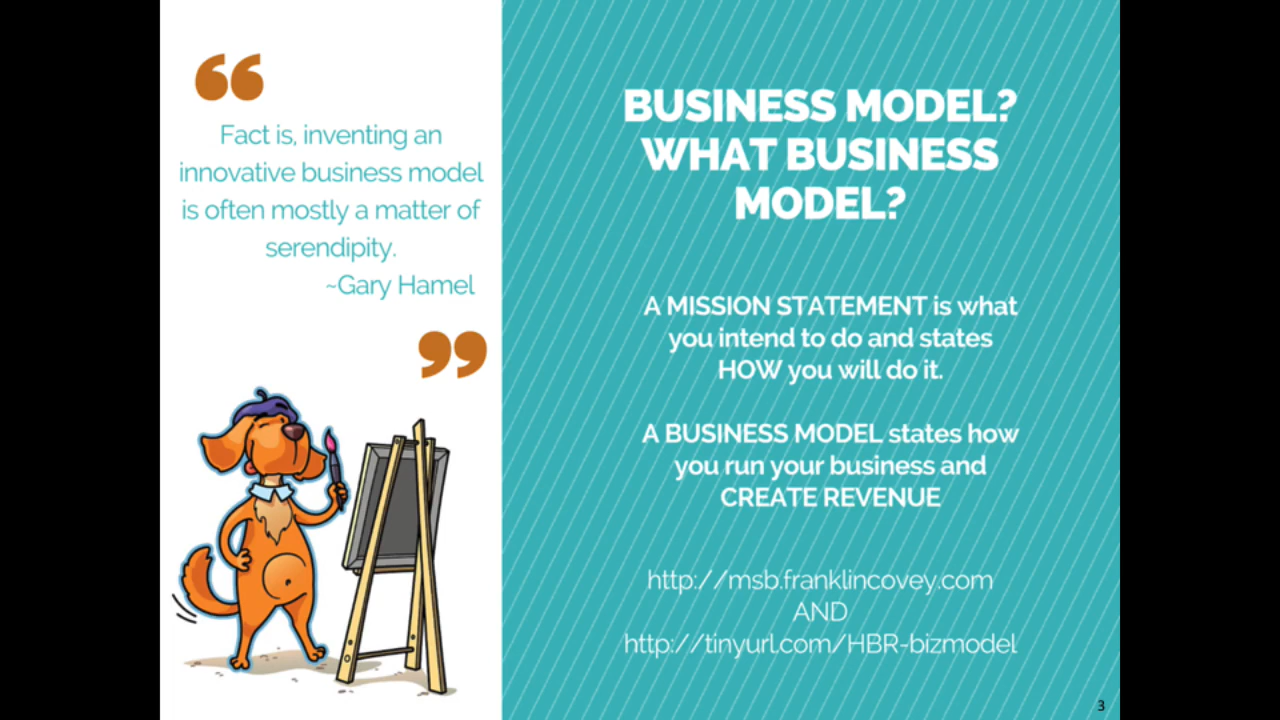 “
Fact is, inventing an
innovative business model
is often mostly a matter of
serendipity.
~Gary Hamel
”
BUSINESS MODEL?
WHAT BUSINESS
MODEL?
A MISSION STATEMENT is what
you intend to do and states
HOW you will do it.
A BUSINESS MODEL states how
you run your business and
CREATE REVENUE
http://msb.franklincovey.com
AND
http://tinyurl.com/HBR-bizmodel
3